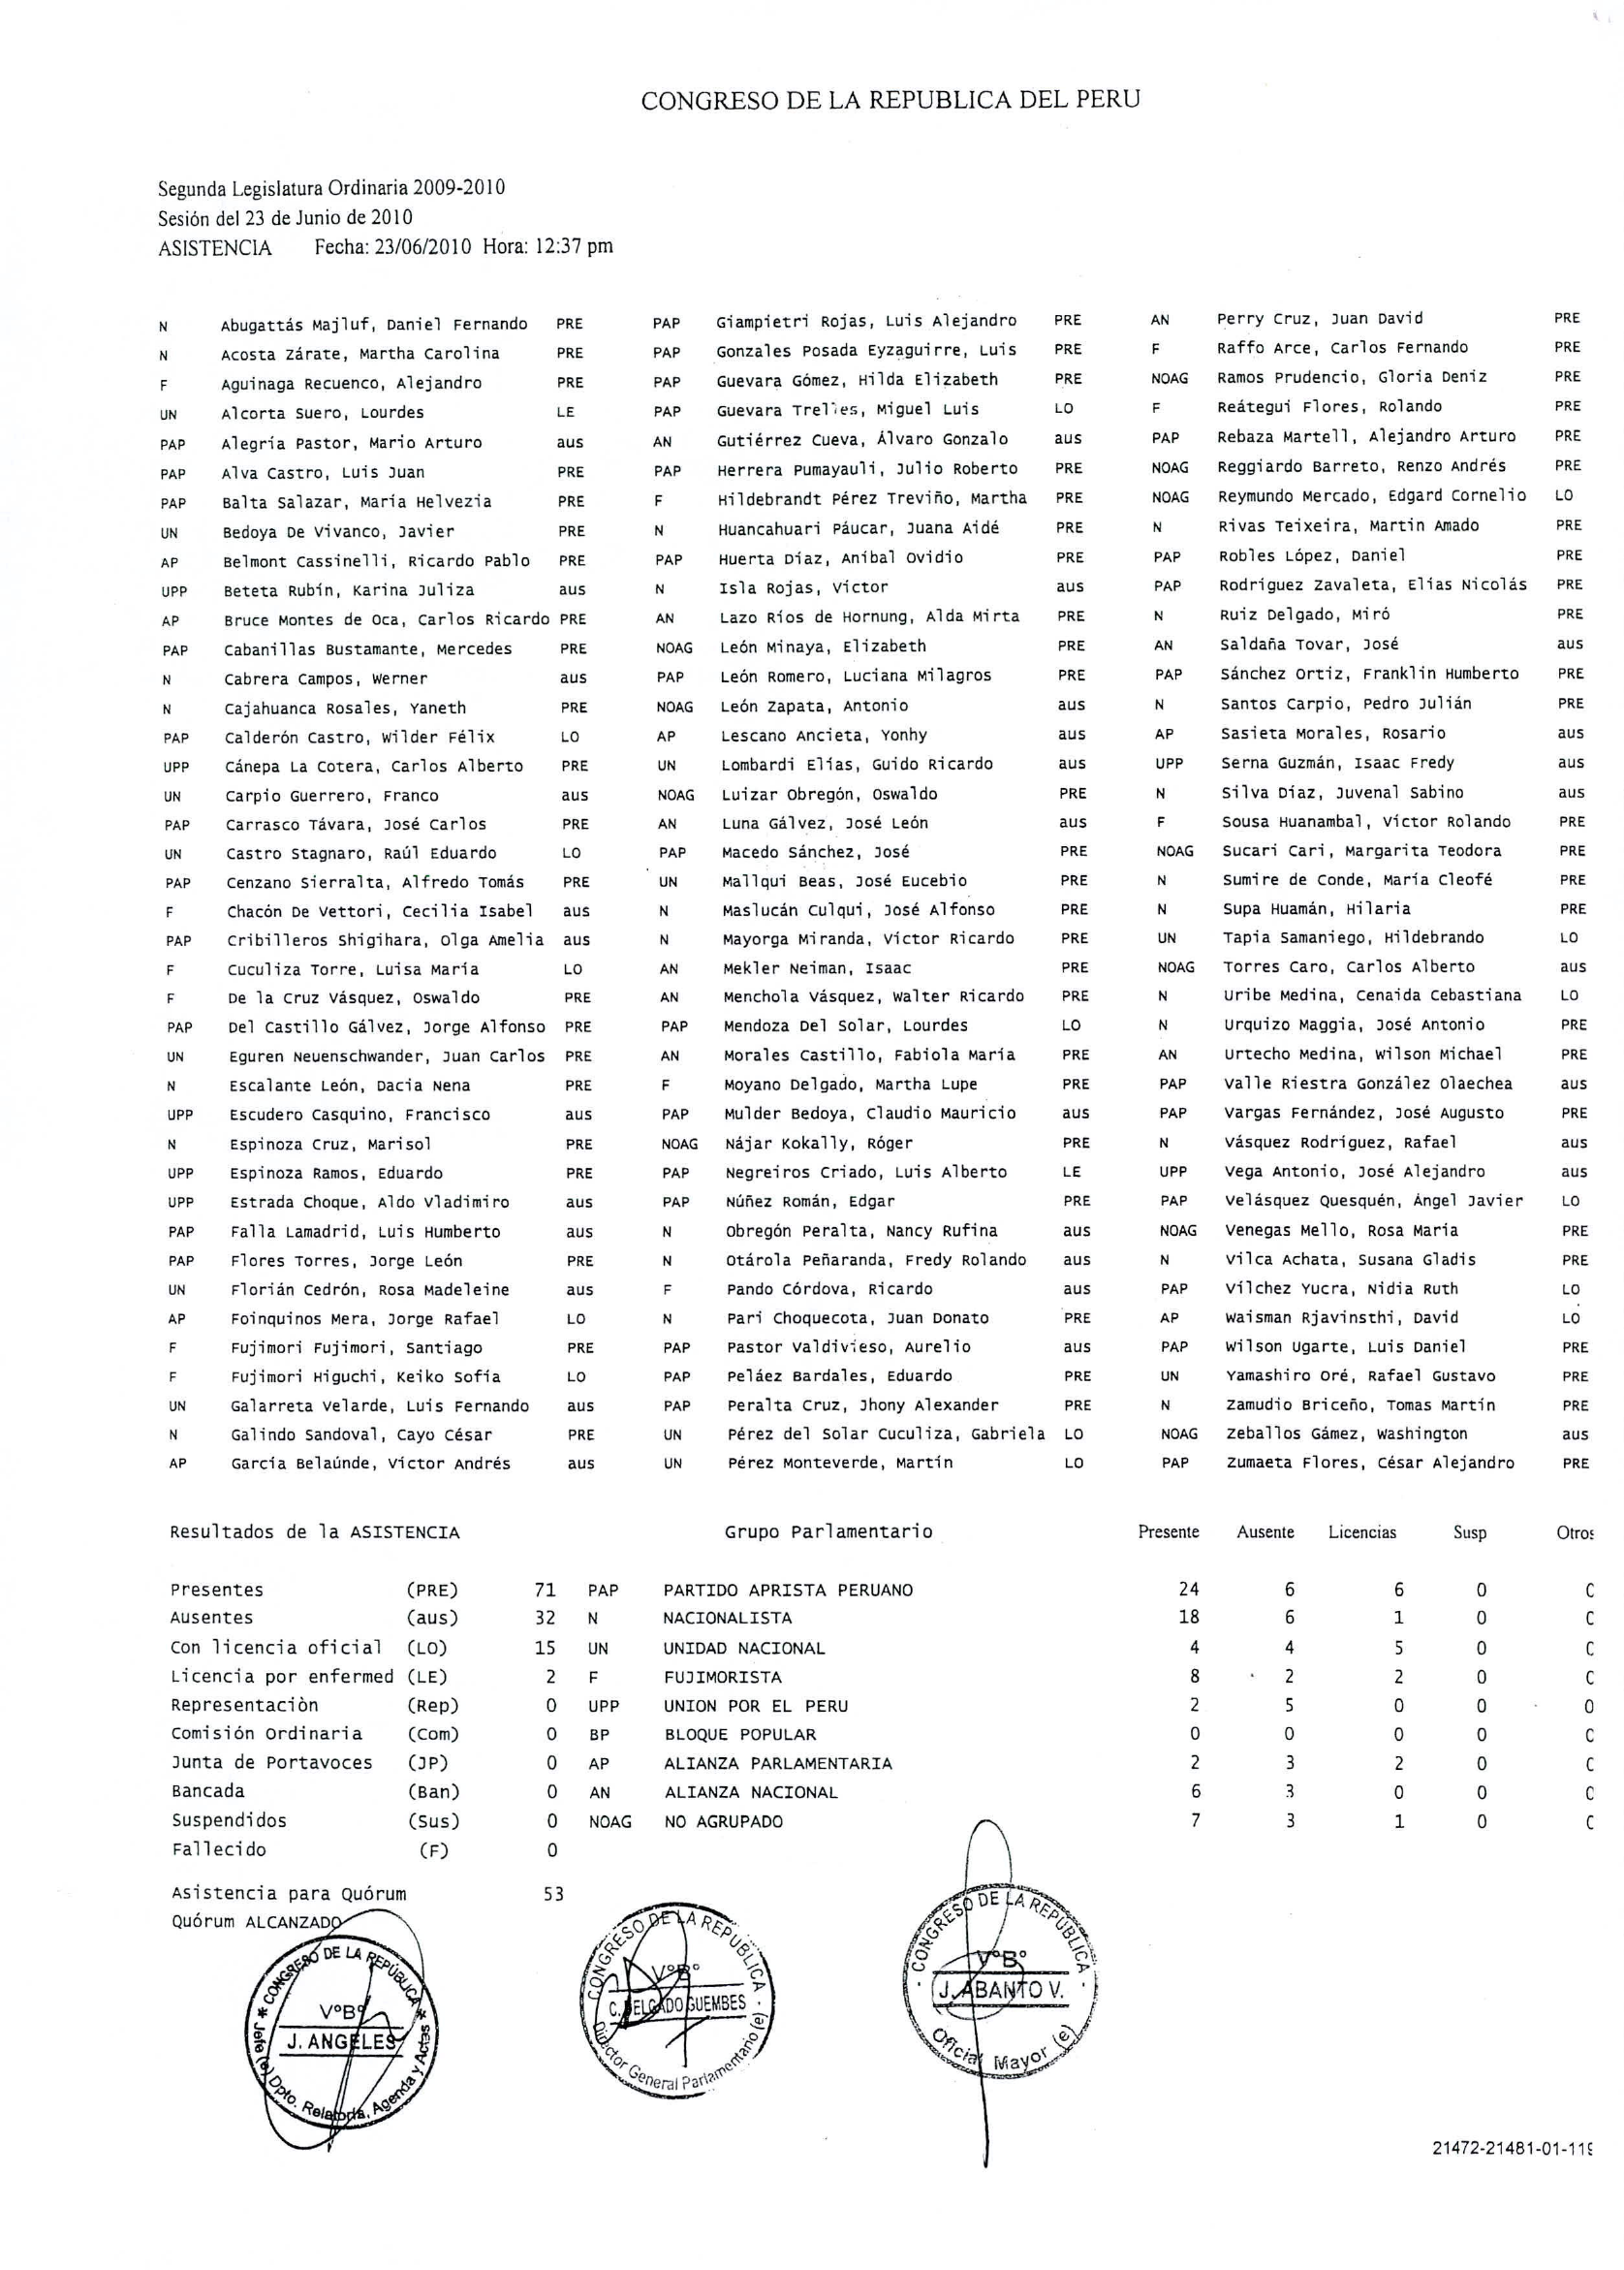 CONGRESO DE LA REPUBLICA DEL PERU
Segunda Legislatura Ordinaria 2009-2010
Sesión del 23 de Junio de 2010
ASISTENCIA Fecha: 23/06/2010 Hora: 12:37 pm
N Abugattás Majluf, Daniel Fernando PRE PAP Giampietri Rojas, Luis Alejandro PRE AN Perry Cruz, Juan David PRE
N Acosta Zárate, Martha Carolina PRE PAP Gonzales Posada Eyzaguirre, Luis PRE F Raffo Arce, Carlos Fernando PRE
F Aguinaga Recuenco, Alejandro PRE PAP Guevara Gómez, Hilda Elizabeth PRE NOAG Ramos Prudencio, Gloria Deniz PRE
UN Alcorta Suero, Lourdes LE PAP Guevara Trelles, Miguel Luis LO F Reátegui Flores, Rolando PRE
PAP Alegría Pastor, Mario Arturo aus AN Gutiérrez Cueva, Álvaro Gonzalo aus PAP Rebaza Martell, Alejandro Arturo PRE
PAP Alva Castro, Luis Juan PRE PAP Herrera Pumayauli, Julio Roberto PRE NOAG Reggiardo Barreto, Renzo Andrés PRE
PAP Balta Salazar, María Helvezia PRE F Hildebrandt Pérez Treviño, Martha PRE NOAG Reymundo Mercado, Edgard Cornelio LO
UN Bedoya De Vivanco, Javier PRE N Huancahuari Páucar, Juana Aidé PRE N Rivas Teixeira, Martin Amado PRE
AP Belmont Cassinelli, Ricardo Pablo PRE PAP Huerta Díaz, Aníbal Ovidio PRE PAP Robles López, Daniel PRE
UPP Beteta Rubín, Karina Juliza aus N Isla Rojas, Víctor aus PAP Rodríguez Zavaleta, Elías Nicolás PRE
AP Bruce Montes de Oca, Carlos Ricardo PRE AN Lazo Ríos de Hornung, Alda Mirta PRE N Ruiz Delgado, Miró PRE
PAP Cabanillas Bustamante, Mercedes PRE NOAG León Minaya, Elizabeth PRE AN Saldaña Tovar, José aus
N Cabrera Campos, Werner aus PAP León Romero, Luciana Milagros PRE PAP Sánchez Ortiz, Franklin Humberto PRE
N Cajahuanca Rosales, Yaneth PRE NOAG León Zapata, Antonio aus N Santos Carpio, Pedro Julián PRE
PAP Calderón Castro, Wilder Félix LO AP Lescano Ancieta, Yonhy aus AP Sasieta Morales, Rosario aus
UPP Cánepa La Cotera, Carlos Alberto PRE UN Lombardi Elías, Guido Ricardo aus UPP Serna Guzmán, Isaac Fredy aus
UN Carpio Guerrero, Franco aus NOAG Luizar Obregón, Oswaldo PRE N Silva Díaz, Juvenal Sabino aus
PAP Carrasco Távara, José Carlos PRE AN Luna Gálvez, José León aus F Sousa Huanambal, Víctor Rolando PRE
UN Castro Stagnaro, Raúl Eduardo LO PAP Macedo Sánchez, José PRE NOAG Sucari Cari, Margarita Teodora PRE
PAP Cenzano Sierralta, Alfredo Tomás PRE UN Mallqui Beas, José Eucebio PRE N Sumire de Conde, María Cleofé PRE
F Chacón De Vettori, Cecilia Isabel aus N Maslucán Culqui, José Alfonso PRE N Supa Huamán, Hilaria PRE
PAP Cribilleros Shigihara, Olga Amelia aus N Mayorga Miranda, Víctor Ricardo PRE UN Tapia Samaniego, Hildebrando LO
F Cuculiza Torre, Luisa María LO AN Mekler Neiman, Isaac PRE NOAG Torres Caro, Carlos Alberto aus
F De la Cruz Vásquez, Oswaldo PRE AN Menchola Vásquez, Walter Ricardo PRE N Uribe Medina, Cenaida Cebastiana LO
PAP Del Castillo Gálvez, Jorge Alfonso PRE PAP Mendoza Del Solar, Lourdes LO N Urquizo Maggia, José Antonio PRE
UN Eguren Neuenschwander, Juan Carlos PRE AN Morales Castillo, Fabiola María PRE AN Urtecho Medina, Wilson Michael PRE
N Escalante León, Dacia Nena PRE F Moyano Delgado, Martha Lupe PRE PAP Valle Riestra González Olaechea aus
UPP Escudero Casquino, Francisco aus PAP Mulder Bedoya, Claudio Mauricio aus PAP Vargas Fernández, José Augusto PRE
N Espinoza Cruz, Marisol PRE NOAG Nájar Kokally, Róger PRE N Vásquez Rodríguez, Rafael aus
UPP Espinoza Ramos, Eduardo PRE PAP Negreiros Criado, Luis Alberto LE UPP Vega Antonio, José Alejandro aus
UPP Estrada Choque, Aldo Vladimiro aus PAP Núñez Román, Edgar PRE PAP Velásquez Quesquén, Ángel Javier LO
PAP Falla Lamadrid, Luis Humberto aus N Obregón Peralta, Nancy Rufina aus NOAG Venegas Mello, Rosa María PRE
PAP Flores Torres, Jorge León PRE N Otárola Peñaranda, Fredy Rolando aus N Vilca Achata, Susana Gladis PRE
UN Florián Cedrón, Rosa Madeleine aus F Pando Córdova, Ricardo aus PAP Vílchez Yucra, Nidia Ruth LO
AP Foinquinos Mera, Jorge Rafael LO N Pari Choquecota, Juan Donato PRE AP Waisman Rjavinsthi, David LO
F Fujimori Fujimori, Santiago PRE PAP Pastor Valdivieso, Aurelio aus PAP Wilson Ugarte, Luis Daniel PRE
F Fujimori Higuchi, Keiko Sofía LO PAP Peláez Bardales, Eduardo PRE UN Yamashiro Oré, Rafael Gustavo PRE
UN Galarreta Velarde, Luis Fernando aus PAP Peralta Cruz, Jhony Alexander PRE N Zamudio Briceño, Tomas Martín PRE
N Galindo Sandoval, Cayo César PRE UN Pérez del Solar Cuculiza, Gabriela LO NOAG Zeballos Gámez, Washington aus
AP García Belaúnde, Víctor Andrés aus UN Pérez Monteverde, Martín LO PAP Zumaeta Flores, César Alejandro PRE
Resultados de la ASISTENCIA Grupo Parlamentario Presente Ausente Licencias Susp Otros
Presentes (PRE) 71 PAP PARTIDO APRISTA PERUANO 24 6 6 0
Ausentes (aus) 32 N NACIONALISTA 18 6 1 0
Con licencia oficial (LO) 15 UN UNIDAD NACIONAL 4 4 5 0
Licencia por enfermed (LE) 2 F FUJIMORISTA 8 2 2 0
Representaciòn (Rep) 0 UPP UNION POR EL PERU 2 5 0 0 0
Comisión Ordinaria (Com) 0 BP BLOQUE POPULAR 0 0 0 0
Junta de Portavoces (JP) 0 AP ALIANZA PARLAMENTARIA 2 3 2 0
Bancada (Ban) 0 AN ALIANZA NACIONAL 6 3 0 0
Suspendidos (Sus) 0 NOAG NO AGRUPADO 7 3 1 0
Fallecido (F) 0
Asistencia para Quórum 53
Quórum ALCANZADO
* CONGRESO DE LA REPÚBLICA *
V°B°
J. ANGELES
Jefe (e) Dpto. Relatoría, Agenda y Actas
CONGRESO DE LA REPUBLICA -
V°B°
C. DELGADO GUEMBES
Director General Parlamentario (e)
- CONGRESO DE LA REPÚBLICA -
V°B°
J. ABANTO V.
Oficial Mayor (e)
21472-21481-01-119